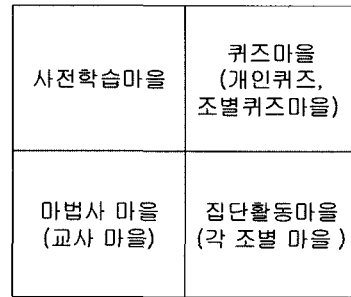 사전학습마을
퀴즈마을
(개인퀴즈,
조별퀴즈마을)
마법사 마을
(교사 마을)
집단활동마을
(각 조별 마을 )